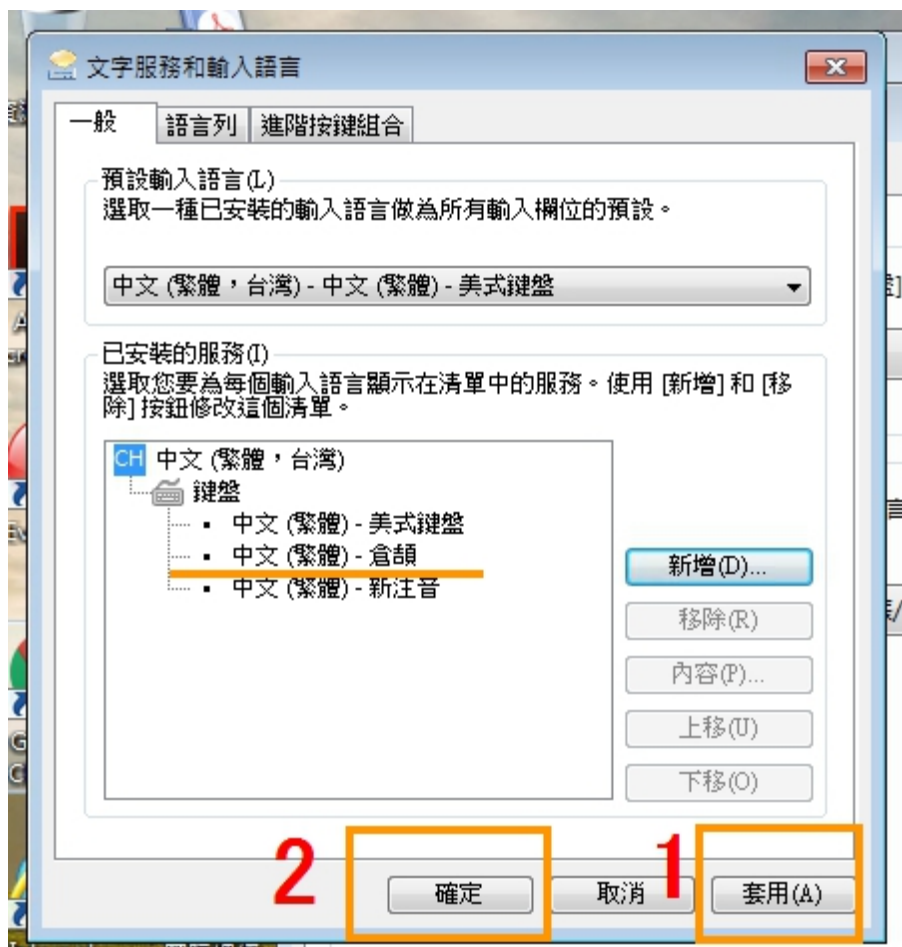 文字服務和輸入語言
一般 語言列 進階按鍵組合
預設輸入語言(L)
選取一種已安裝的輸入語言做為所有輸入欄位的預設。
中文 (繁體，台灣) - 中文 (繁體) - 美式鍵盤
已安裝的服務(I)
選取您要為每個輸入語言顯示在清單中的服務。使用 [新增] 和 [移
除] 按鈕修改這個清單。
CH 中文 (繁體，台灣)
鍵盤
中文 (繁體) - 美式鍵盤
中文 (繁體) - 倉頡
中文 (繁體) - 新注音
新增(D)...
移除(R)
內容(P)...
上移(U)
下移(O)
2 1
確定 取消 套用(A)